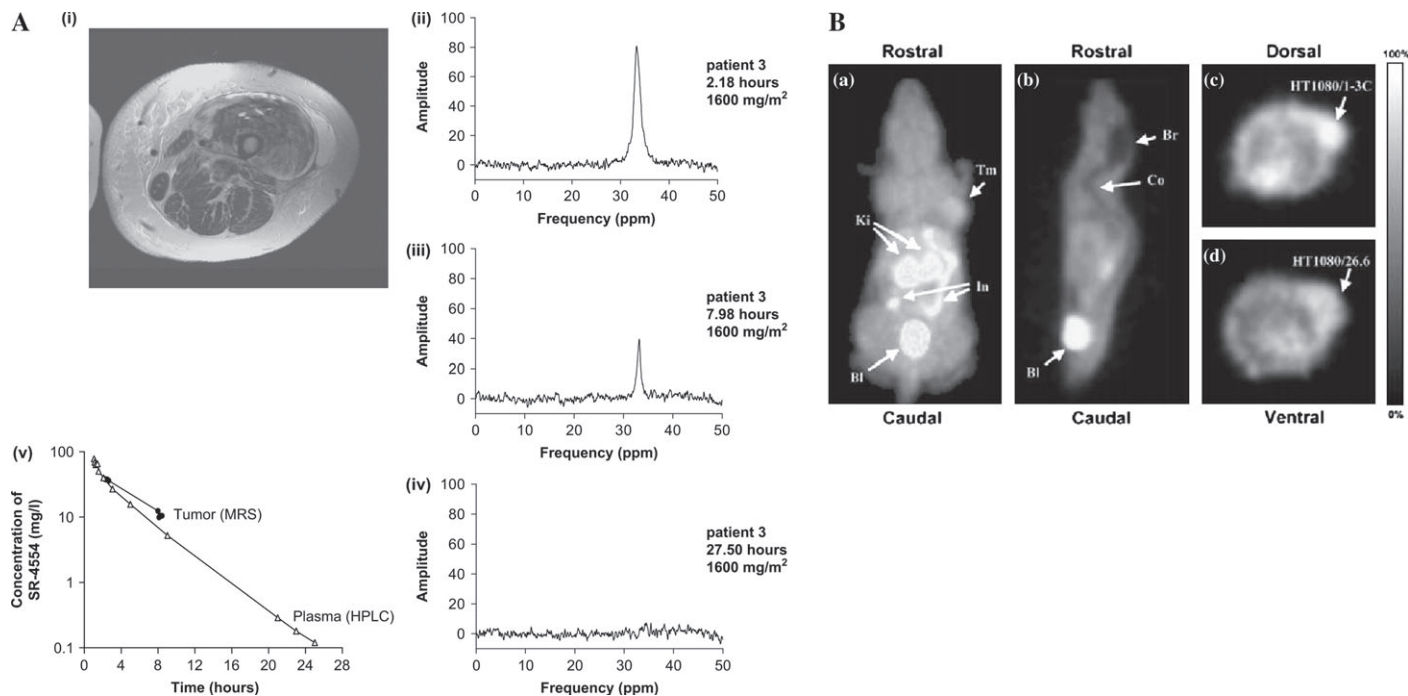 A
(i)
(ii)
100
80
60
40
20
0
Amplitude
0 10 20 30 40 50
Frequency (ppm)
patient 3
2.18 hours
1600 mg/m²
(iii)
100
80
60
40
20
0
Amplitude
0 10 20 30 40 50
Frequency (ppm)
patient 3
7.98 hours
1600 mg/m²
(iv)
100
80
60
40
20
0
Amplitude
0 10 20 30 40 50
Frequency (ppm)
patient 3
27.50 hours
1600 mg/m²
(v)
100
10
1
0.1
Concentration of
SR-4554 (mg/l)
Tumor (MRS)
Plasma (HPLC)
0 4 8 12 16 20 24 28
Time (hours)
B
Rostral
(a)
Tm
Ki
In
Bl
Caudal
Rostral
(b)
Br
Co
Bl
Caudal
Dorsal
(c)
HT1080/1-3C
(d)
HT1080/26.6
Ventral
100%
0%